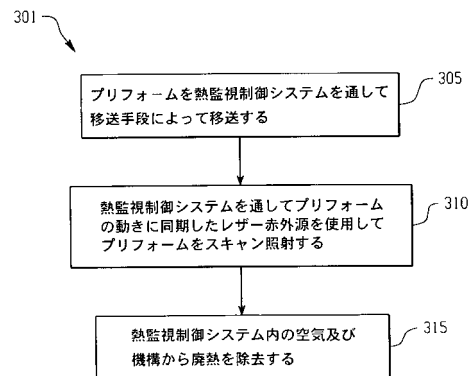 301
プリフォームを熱監視制御システムを通して
移送手段によって移送する
305
熱監視制御システムを通してプリフォーム
の動きに同期したレザー赤外源を使用して
プリフォームをスキャン照射する
310
熱監視制御システム内の空気及び
機構から廃熱を除去する
315